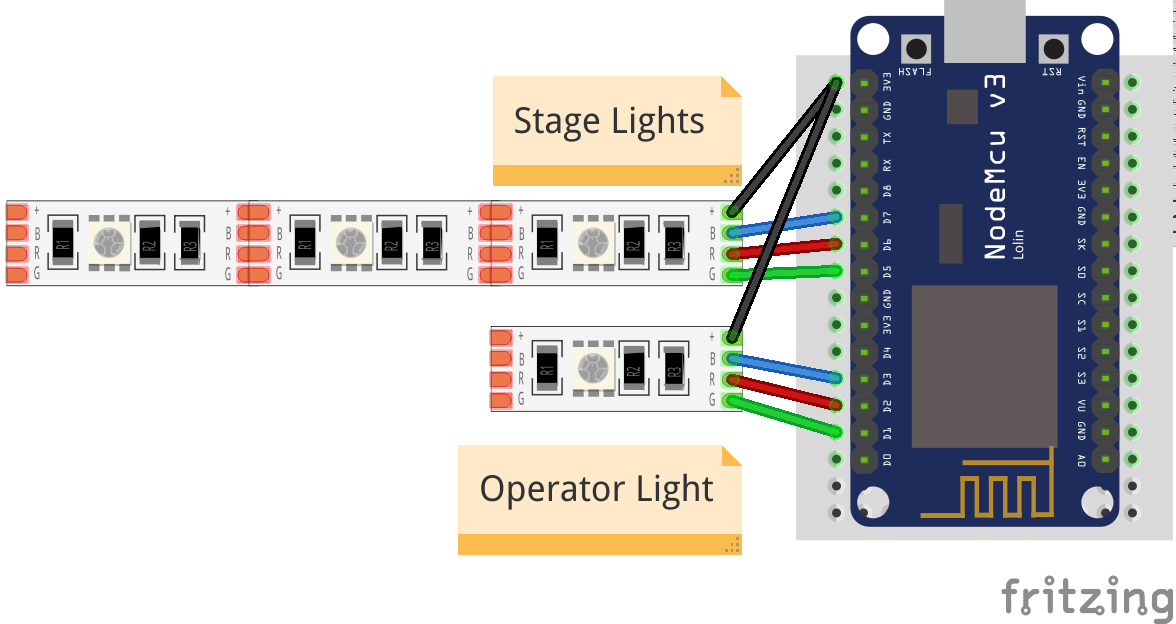 Stage Lights
+ R1 R2 R3 + R1 R2 R3 + R1 R2 R3 +
B B B B
R R R R
G G G G
+ R1 R2 R3 +
B B
R R
G G
Operator Light
FLASH
RST
3V3
GND
TX
RX
D8
D7
D6
D5
GND
3V3
D4
D3
D2
D1
D0
NodeMcu v3
Lolin
Vin
GND
RST
EN
3V3
GND
SK
SO
SC
S1
S2
S3
VU
GND
A0
fritzing